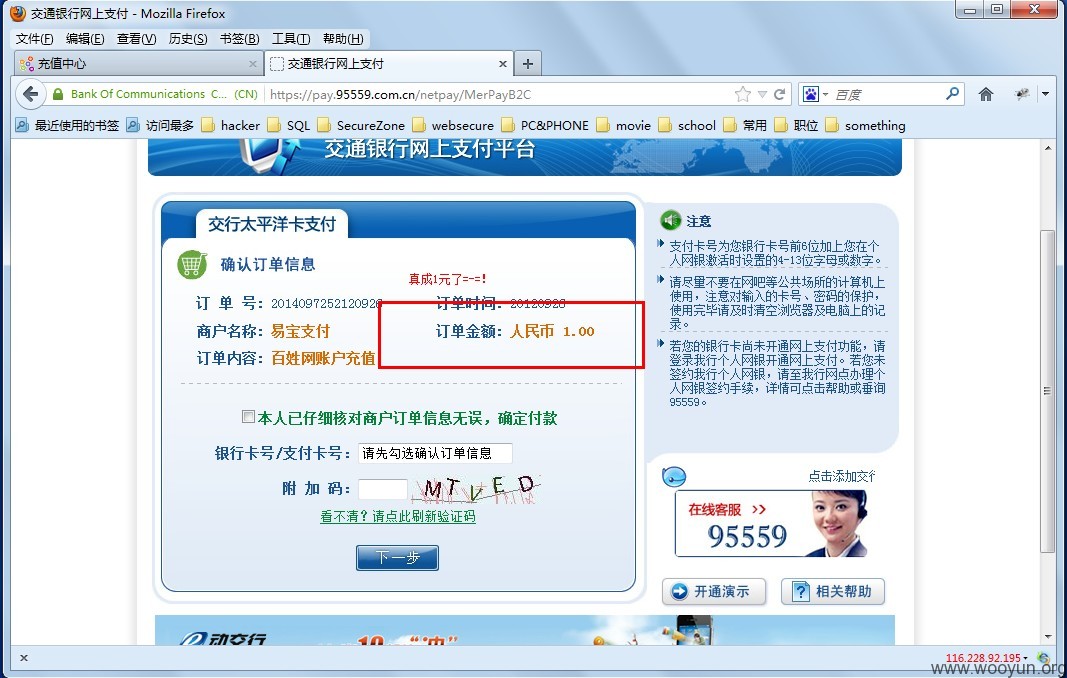 交通银行网上支付 - Mozilla Firefox
文件(F) 编辑(E) 查看(V) 历史(S) 书签(B) 工具(T) 帮助(H)
充值中心 × 交通银行网上支付 × +
Bank Of Communications C... (CN) https://pay.95559.com.cn/netpay/MerPayB2C 百度
最近使用的书签 访问最多 hacker SQL SecureZone websecure PC&PHONE movie school 常用 职位 something
交通银行网上支付平台
交行太平洋卡支付
确认订单信息
真成1元了=-=!
订 单 号: 2014097252120926 订单时间: 20120926
商户名称: 易宝支付 订单金额: 人民币 1.00
订单内容: 百姓网账户充值
本人已仔细核对商户订单信息无误，确定付款
银行卡号/支付卡号: 请先勾选确认订单信息
附 加 码: MTVED
看不清？请点此刷新验证码
下一步
注意
支付卡号为您银行卡号前6位加上您在个
人网银激活时设置的4-13位字母或数字。
请尽量不要在网吧等公共场所的计算机上
使用，注意对输入的卡号、密码的保护，
使用完毕请及时清空浏览器及电脑上的记
录。
若您的银行卡尚未开通网上支付功能，请
登录我行个人网银开通网上支付。若您未
签约我行个人网银，请至我行网点办理个
人网银签约手续，详情可点击帮助或垂询
95559。
点击添加交行
在线客服 >>
95559
开通演示 相关帮助
e动交行
×
116.228.92.195
www.wooyun.org